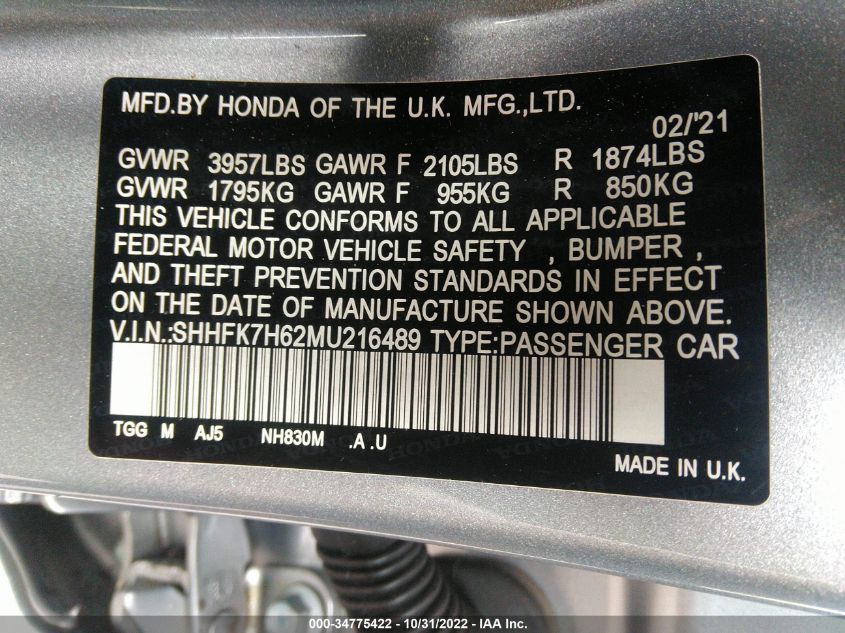 MFD.BY HONDA OF THE U.K. MFG.,LTD.
02/'21
GVWR 3957LBS GAWR F 2105LBS R 1874LBS
GVWR 1795KG GAWR F 955KG R 850KG
THIS VEHICLE CONFORMS TO ALL APPLICABLE
FEDERAL MOTOR VEHICLE SAFETY , BUMPER ,
AND THEFT PREVENTION STANDARDS IN EFFECT
ON THE DATE OF MANUFACTURE SHOWN ABOVE.
V.I.N.:SHHFK7H62MU216489 TYPE:PASSENGER CAR
TGG M AJ5 NH830M .A .U
MADE IN U.K.
000-34775422 - 10/31/2022 - IAA Inc.